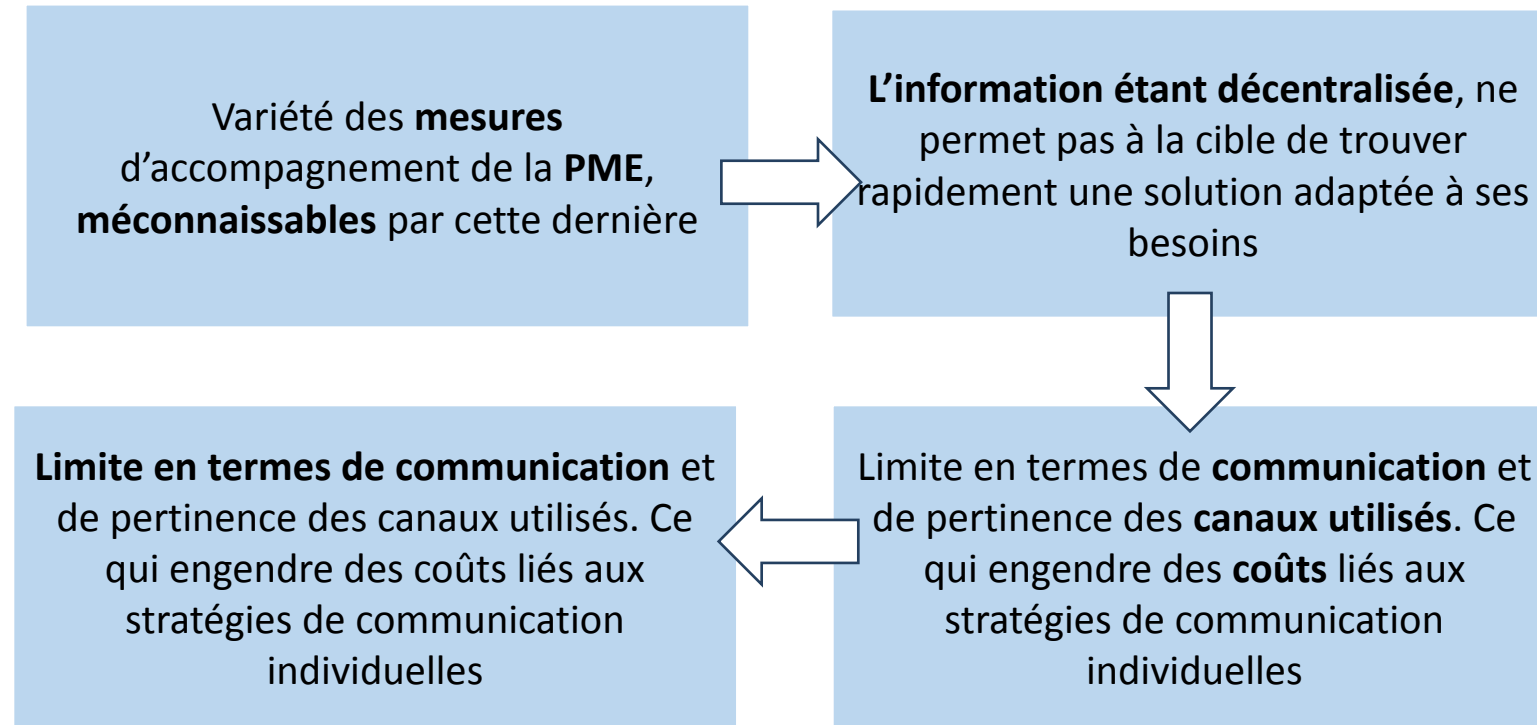 Variété des mesures
d’accompagnement de la PME,
méconnaissables par cette dernière
L’information étant décentralisée, ne
permet pas à la cible de trouver
rapidement une solution adaptée à ses
besoins
Limite en termes de communication et
de pertinence des canaux utilisés. Ce
qui engendre des coûts liés aux
stratégies de communication
individuelles
Limite en termes de communication et
de pertinence des canaux utilisés. Ce
qui engendre des coûts liés aux
stratégies de communication
individuelles